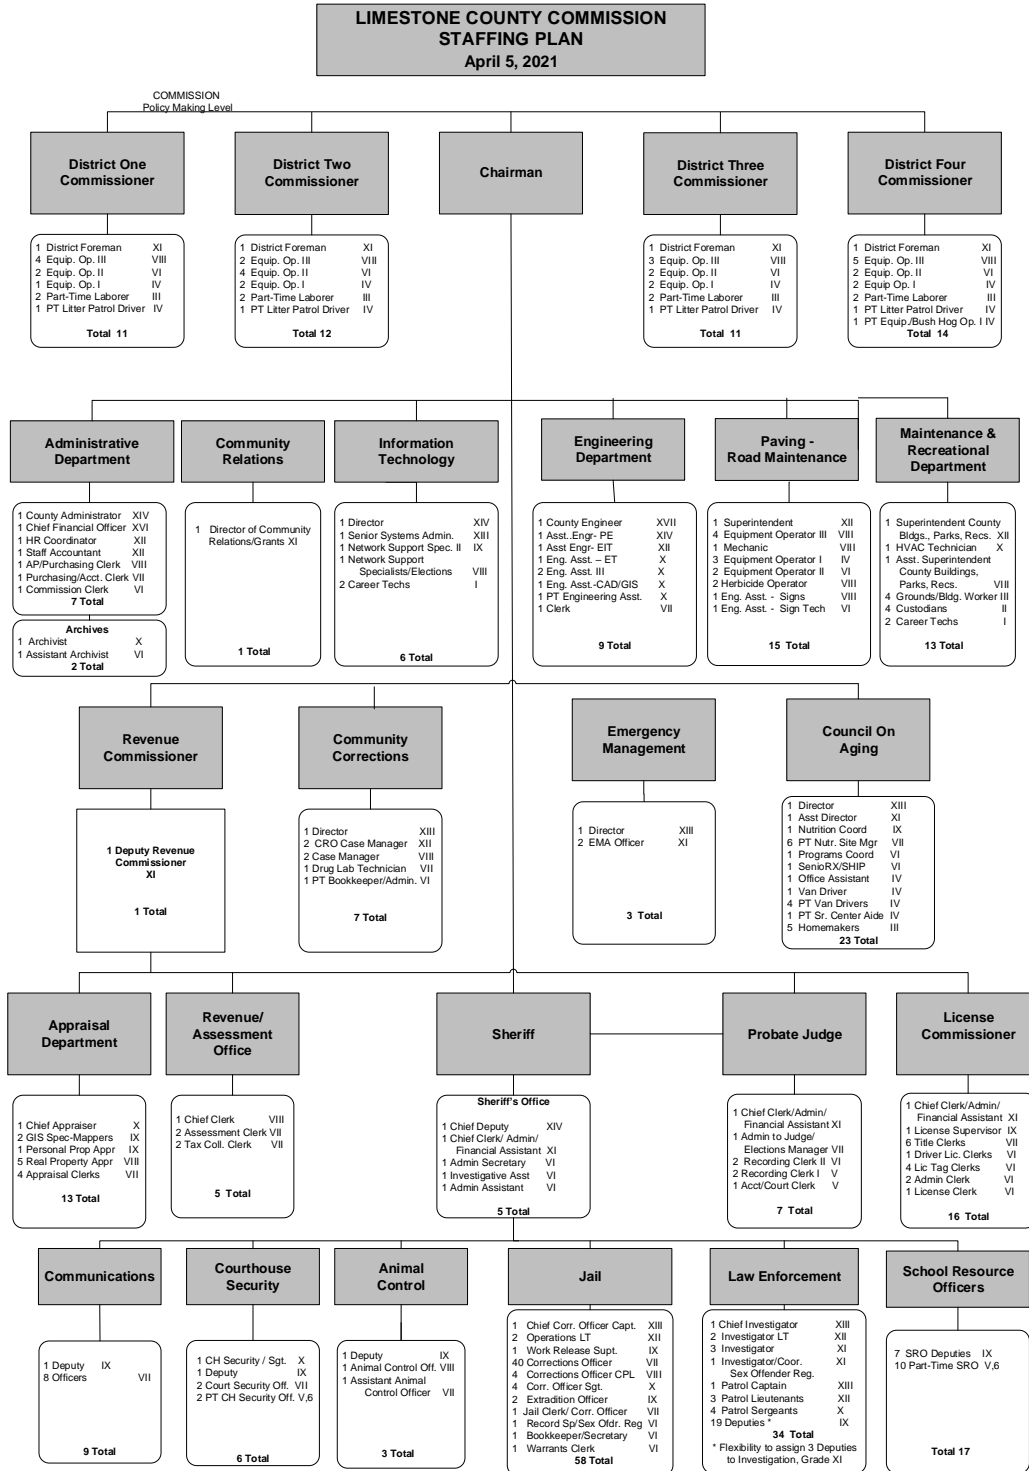 LIMESTONE COUNTY COMMISSION
STAFFING PLAN
April 5, 2021
COMMISSION
Policy Making Level
District One
Commissioner
District Two
Commissioner
Chairman
District Three
Commissioner
District Four
Commissioner
1 District Foreman XI
4 Equip. Op. III VIII
2 Equip. Op. II VI
1 Equip. Op. I IV
2 Part-Time Laborer III
1 PT Litter Patrol Driver IV
Total 11
1 District Foreman XI
2 Equip. Op. III VIII
4 Equip. Op. II VI
2 Equip. Op. I IV
2 Part-Time Laborer III
1 PT Litter Patrol Driver IV
Total 12
1 District Foreman XI
3 Equip. Op. III VIII
2 Equip. Op. II VI
2 Equip. Op. I IV
2 Part-Time Laborer III
1 PT Litter Patrol Driver IV
Total 11
1 District Foreman XI
5 Equip. Op. III VIII
2 Equip. Op. II VI
2 Equip Op. I IV
2 Part-Time Laborer III
1 PT Litter Patrol Driver IV
1 PT Equip./Bush Hog Op. I IV
Total 14
Administrative
Department
Community
Relations
Information
Technology
Engineering
Department
Paving -
Road Maintenance
Maintenance &
Recreational
Department
1 County Administrator XIV
1 Chief Financial Officer XVI
1 HR Coordinator XII
1 Staff Accountant XII
1 AP/Purchasing Clerk VIII
1 Purchasing/Acct. Clerk VII
1 Commission Clerk VI
7 Total
Archives
1 Archivist X
1 Assistant Archivist VI
2 Total
1 Director of Community
Relations/Grants XI
1 Total
1 Director XIV
1 Senior Systems Admin. XIII
1 Network Support Spec. II IX
1 Network Support
Specialists/Elections VIII
2 Career Techs I
6 Total
1 County Engineer XVII
1 Asst..Engr- PE XIV
1 Asst Engr- EIT XII
1 Eng. Asst. – ET X
2 Eng. Asst. III X
1 Eng. Asst.-CAD/GIS X
1 PT Engineering Asst. X
1 Clerk VII
9 Total
1 Superintendent XII
4 Equipment Operator III VIII
1 Mechanic VIII
3 Equipment Operator I IV
2 Equipment Operator II VI
2 Herbicide Operator VIII
1 Eng. Asst. - Signs VIII
1 Eng. Asst. - Sign Tech VI
15 Total
1 Superintendent County
Bldgs., Parks, Recs. XII
1 HVAC Technician X
1 Asst. Superintendent
County Buildings,
Parks, Recs. VIII
4 Grounds/Bldg. Worker III
4 Custodians II
2 Career Techs I
13 Total
Revenue
Commissioner
Community
Corrections
Emergency
Management
Council On
Aging
1 Deputy Revenue
Commissioner
XI
1 Total
1 Director XIII
2 CRO Case Manager XII
2 Case Manager VIII
1 Drug Lab Technician VII
1 PT Bookkeeper/Admin. VI
7 Total
1 Director XIII
2 EMA Officer XI
3 Total
1 Director XIII
1 Asst Director XI
1 Nutrition Coord IX
6 PT Nutr. Site Mgr VII
1 Programs Coord VI
1 SenioRX/SHIP VI
1 Office Assistant IV
1 Van Driver IV
4 PT Van Drivers IV
1 PT Sr. Center Aide IV
5 Homemakers III
23 Total
Appraisal
Department
Revenue/
Assessment
Office
Sheriff
Probate Judge
License
Commissioner
1 Chief Appraiser X
2 GIS Spec-Mappers IX
1 Personal Prop Appr IX
5 Real Property Appr VIII
4 Appraisal Clerks VII
13 Total
1 Chief Clerk VIII
2 Assessment Clerk VII
2 Tax Coll. Clerk VII
5 Total
Sheriff's Office
1 Chief Deputy XIV
1 Chief Clerk/ Admin/
Financial Assistant XI
1 Admin Secretary VI
1 Investigative Asst VI
1 Admin Assistant VI
5 Total
1 Chief Clerk/Admin/
Financial Assistant XI
1 Admin to Judge/
Elections Manager VII
2 Recording Clerk II VI
2 Recording Clerk I V
1 Acct/Court Clerk V
7 Total
1 Chief Clerk/Admin/
Financial Assistant XI
1 License Supervisor IX
6 Title Clerks VII
1 Driver Lic. Clerks VI
4 Lic Tag Clerks VI
2 Admin Clerk VI
1 License Clerk VI
16 Total
Communications
Courthouse
Security
Animal
Control
Jail
Law Enforcement
School Resource
Officers
1 Deputy IX
8 Officers VII
9 Total
1 CH Security / Sgt. X
1 Deputy IX
2 Court Security Off. VII
2 PT CH Security Off. V,6
6 Total
1 Deputy IX
1 Animal Control Off. VIII
1 Assistant Animal
Control Officer VII
3 Total
1 Chief Corr. Officer Capt. XIII
2 Operations LT XII
1 Work Release Supt. IX
40 Corrections Officer VII
4 Corrections Officer CPL VIII
4 Corr. Officer Sgt. X
2 Extradition Officer IX
1 Jail Clerk/ Corr. Officer VII
1 Record Sp/Sex Ofdr. Reg VI
1 Bookkeeper/Secretary VI
1 Warrants Clerk VI
58 Total
1 Chief Investigator XIII
2 Investigator LT XII
3 Investigator XI
1 Investigator/Coor. XI
Sex Offender Reg.
1 Patrol Captain XIII
3 Patrol Lieutenants XII
4 Patrol Sergeants X
19 Deputies * IX
34 Total
* Flexibility to assign 3 Deputies
to Investigation, Grade XI
7 SRO Deputies IX
10 Part-Time SRO V,6
Total 17